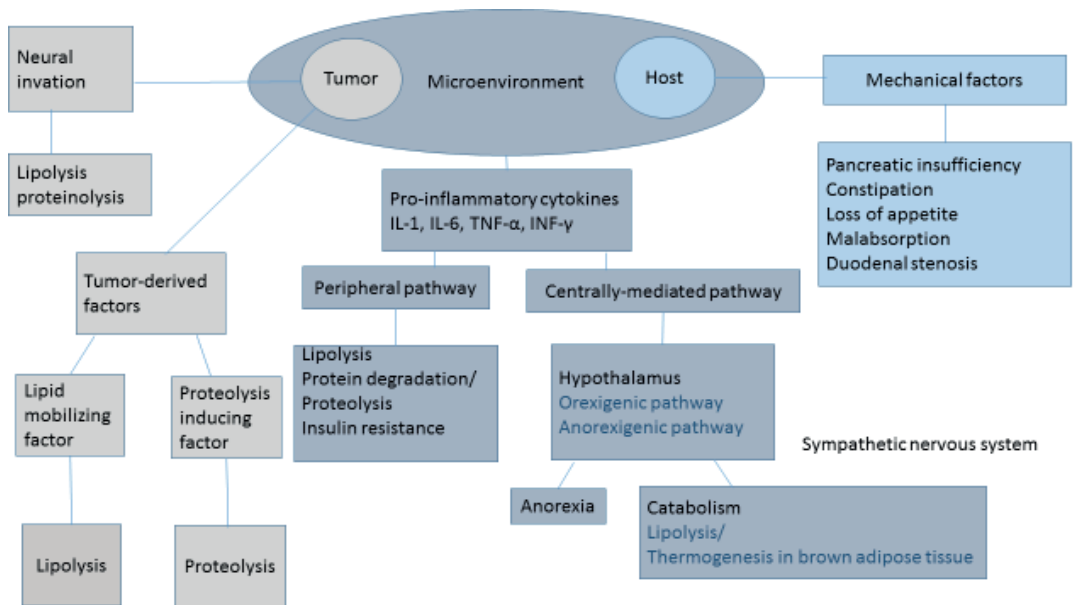 Neural
invation
Tumor
Microenvironment
Host
Mechanical factors
Lipolysis
proteinolysis
Pro-inflammatory cytokines
IL-1, IL-6, TNF-α, INF-γ
Pancreatic insufficiency
Constipation
Loss of appetite
Malabsorption
Duodenal stenosis
Tumor-derived
factors
Peripheral pathway
Centrally-mediated pathway
Lipid
mobilizing
factor
Proteolysis
inducing
factor
Lipolysis
Protein degradation/
Proteolysis
Insulin resistance
Hypothalamus
Orexigenic pathway
Anorexigenic pathway
Sympathetic nervous system
Anorexia
Catabolism
Lipolysis/
Thermogenesis in brown adipose tissue
Lipolysis
Proteolysis